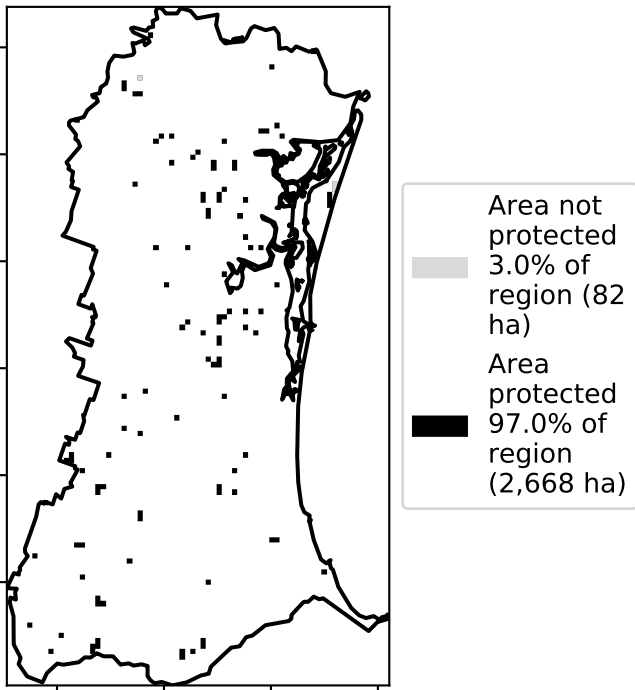 Area not
protected
3.0% of
region (82
ha)
Area
protected
97.0% of
region
(2,668 ha)